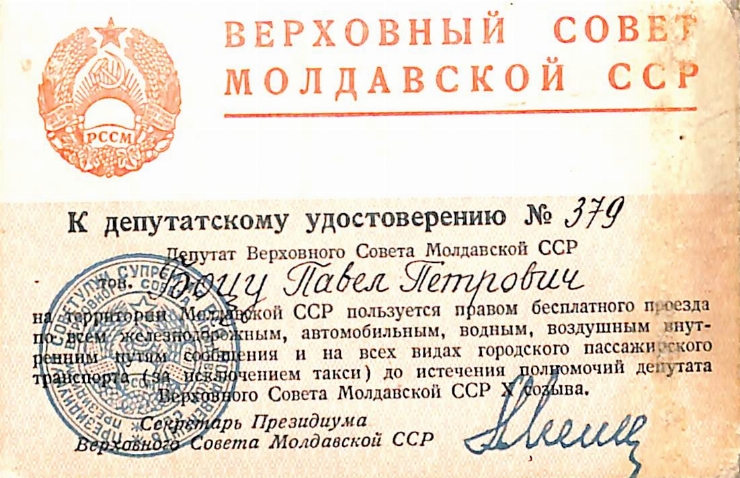 ВЕРХОВНЫЙ СОВЕТ
МОЛДАВСКОЙ ССР
РССМ
К депутатскому удостоверению № 379
Депутат Верховного Совета Молдавской ССР
тов. Боцу Павел Петрович
на территории Молдавской ССР пользуется правом бесплатного проезда
по всем железнодорожным, автомобильным, водным, воздушным внут-
ренним путям сообщения и на всех видах городского пассажирского
транспорта (за исключением такси) до истечения полномочий депутата
Верховного Совета Молдавской ССР X созыва.
Секретарь Президиума
Верховного Совета Молдавской ССР